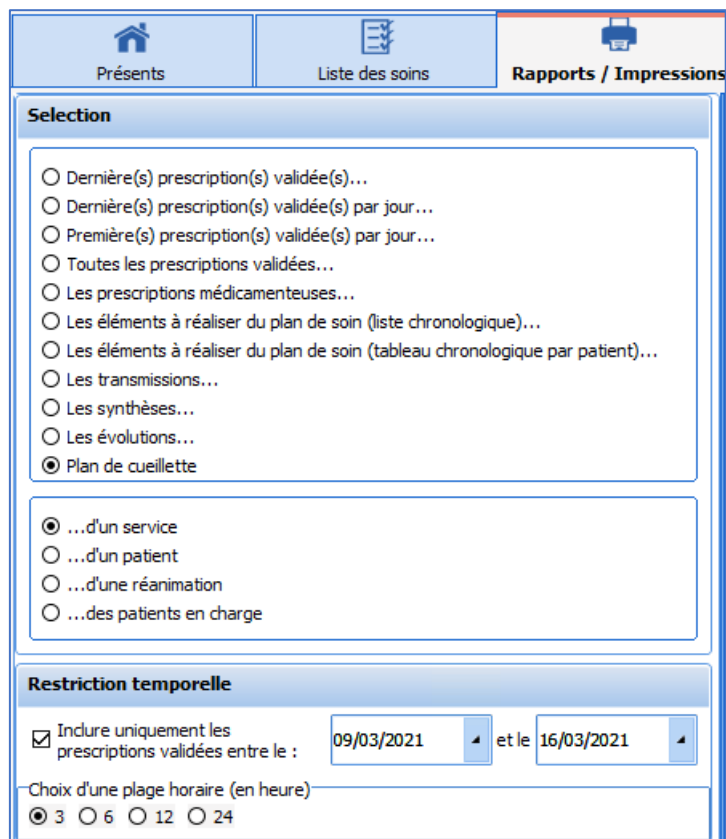 Présents
Liste des soins
Rapports / Impressions
Selection
Dernière(s) prescription(s) validée(s)...
Dernière(s) prescription(s) validée(s) par jour...
Première(s) prescription(s) validée(s) par jour...
Toutes les prescriptions validées...
Les prescriptions médicamenteuses...
Les éléments à réaliser du plan de soin (liste chronologique)...
Les éléments à réaliser du plan de soin (tableau chronologique par patient)...
Les transmissions...
Les synthèses...
Les évolutions...
Plan de cueillette
...d'un service
...d'un patient
...d'une réanimation
...des patients en charge
Restriction temporelle
Inclure uniquement les
prescriptions validées entre le :
09/03/2021
et le
16/03/2021
Choix d'une plage horaire (en heure)
3 6 12 24